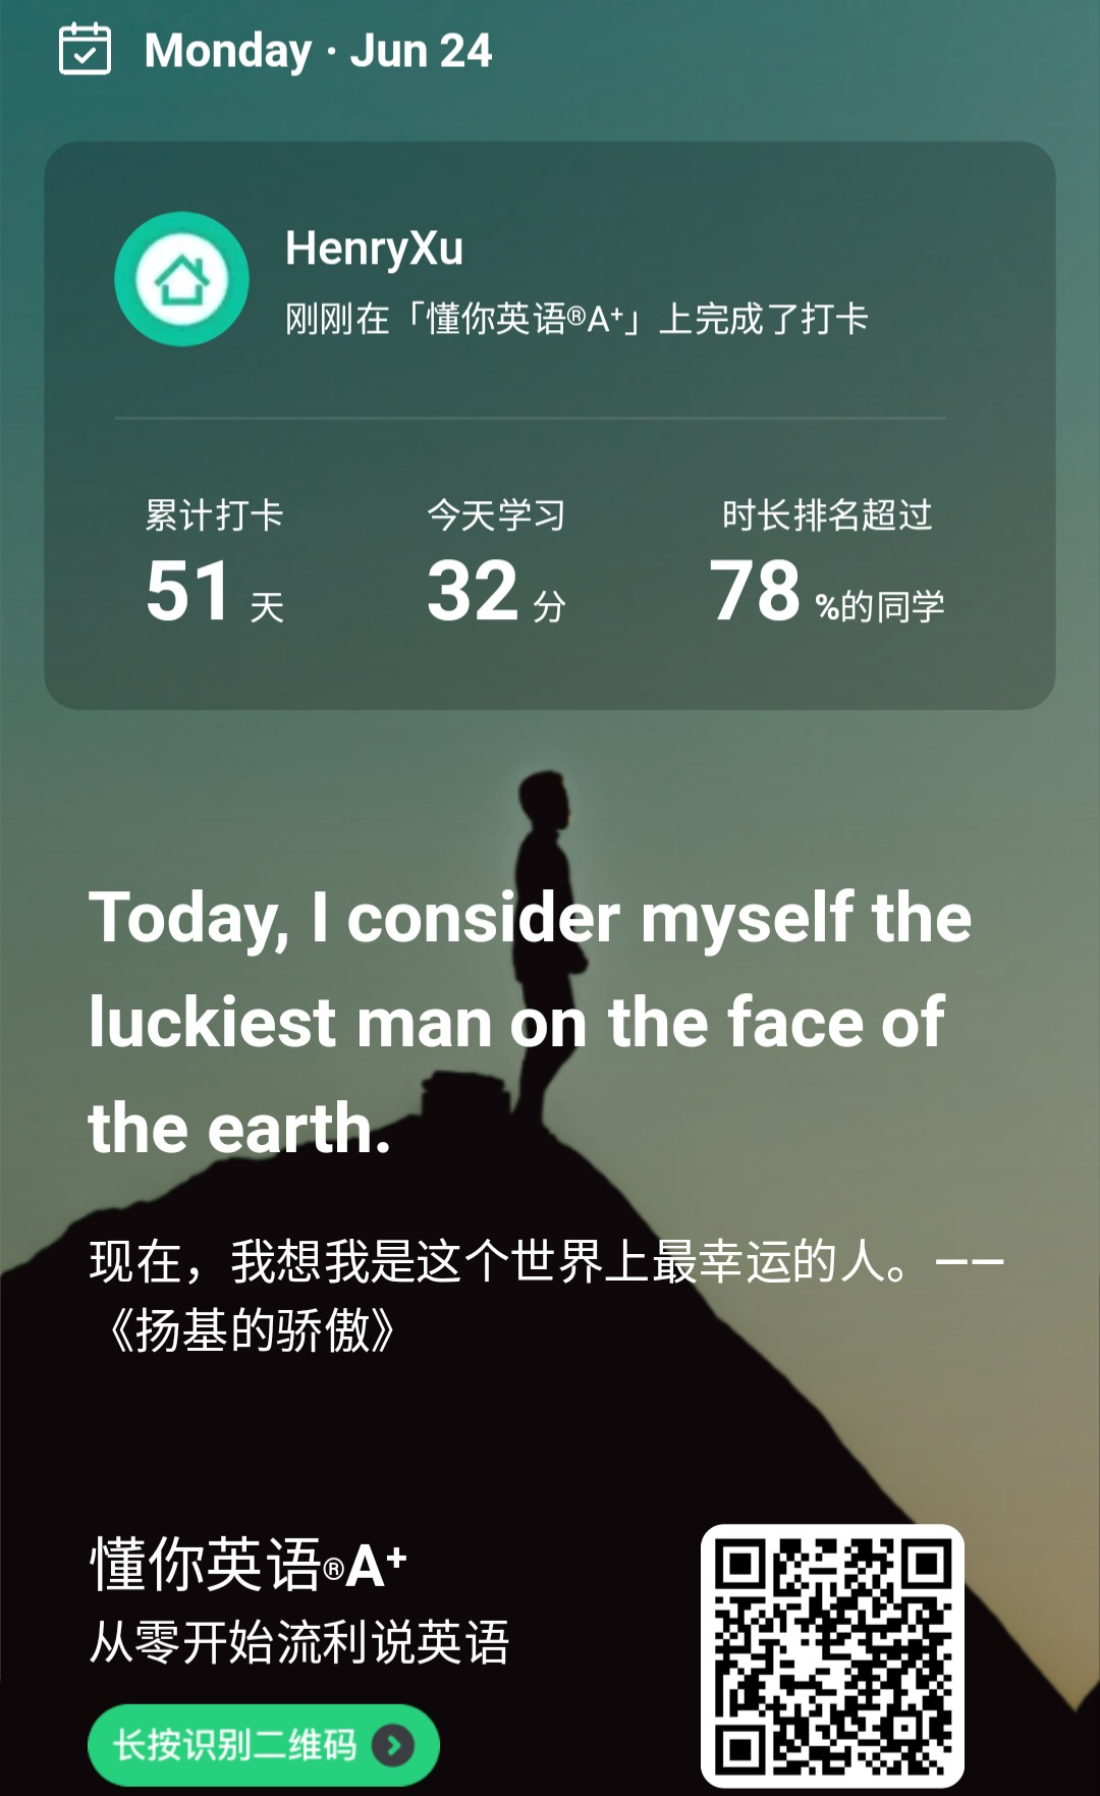 Monday · Jun 24
HenryXu
刚刚在「懂你英语®A⁺」上完成了打卡
累计打卡 今天学习 时长排名超过
51 天 32 分 78 %的同学
Today, I consider myself the
luckiest man on the face of
the earth.
现在，我想我是这个世界上最幸运的人。——
《扬基的骄傲》
懂你英语®A⁺
从零开始流利说英语
长按识别二维码